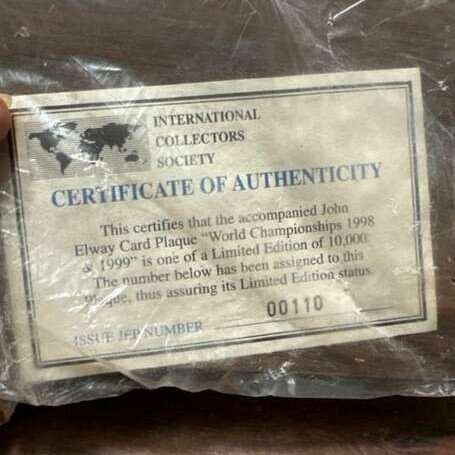 INTERNATIONAL
COLLECTORS
SOCIETY
CERTIFICATE OF AUTHENTICITY
This certifies that the accompanied John
Elway Card Plaque "World Championships 1998
& 1999" is one of a Limited Edition of 10,000.
The number below has been assigned to this
plaque, thus assuring its Limited Edition status.
00110
ISSUE NUMBER